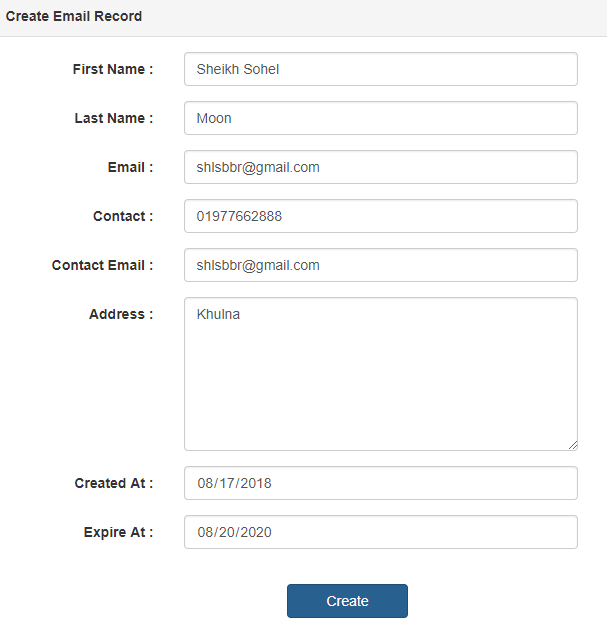 Create Email Record
First Name : Sheikh Sohel
Last Name : Moon
Email : shlsbbr@gmail.com
Contact : 01977662888
Contact Email : shlsbbr@gmail.com
Address : Khulna
Created At : 08/17/2018
Expire At : 08/20/2020
Create